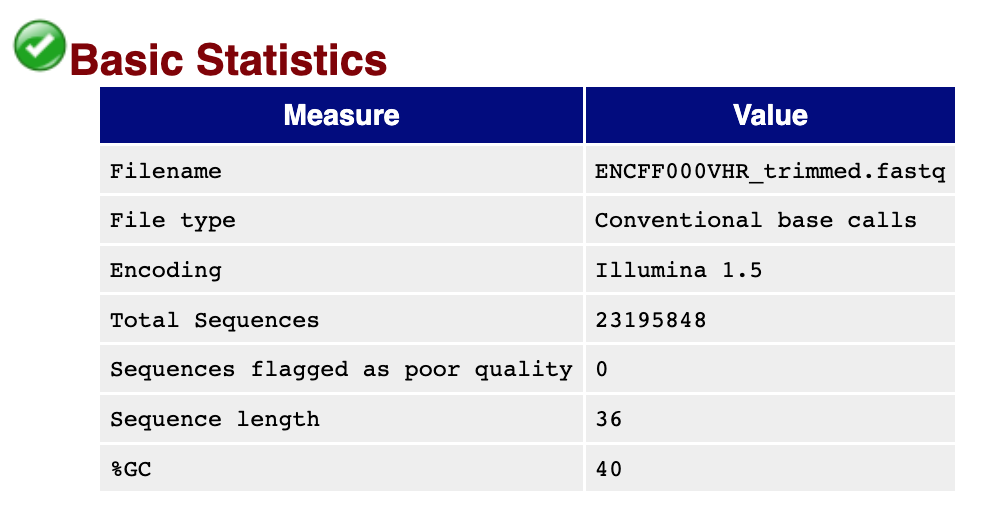 Basic Statistics
Measure Value
Filename ENCFF000VHR_trimmed.fastq
File type Conventional base calls
Encoding Illumina 1.5
Total Sequences 23195848
Sequences flagged as poor quality 0
Sequence length 36
%GC 40